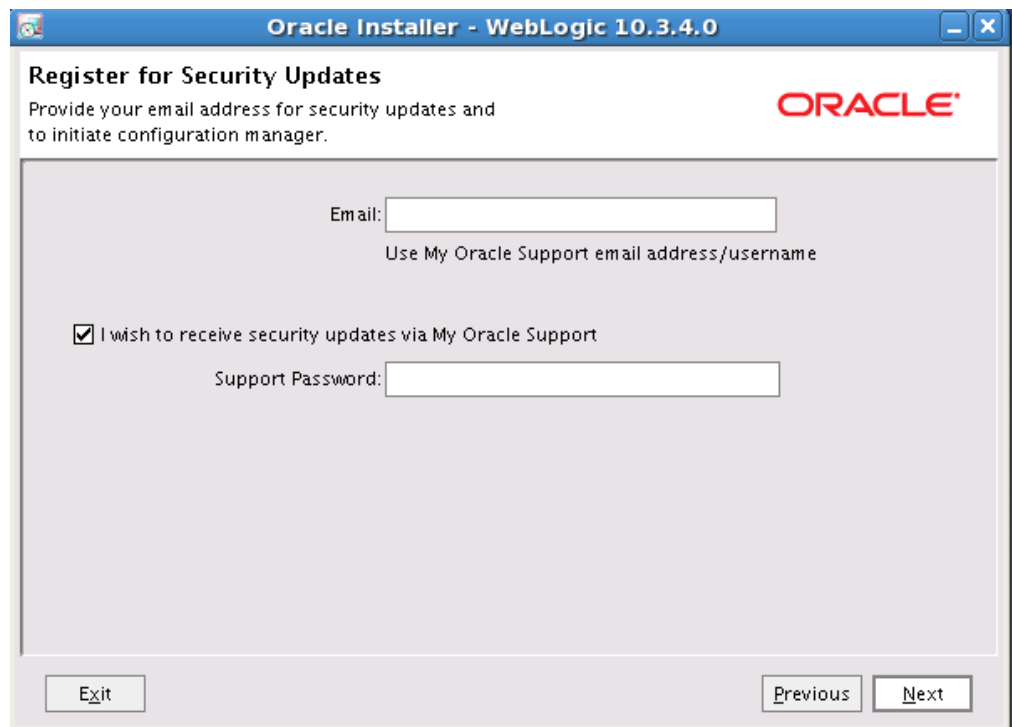 Oracle Installer - WebLogic 10.3.4.0
Register for Security Updates
Provide your email address for security updates and
to initiate configuration manager.
ORACLE
Email:
Use My Oracle Support email address/username
I wish to receive security updates via My Oracle Support
Support Password:
Exit
Previous
Next